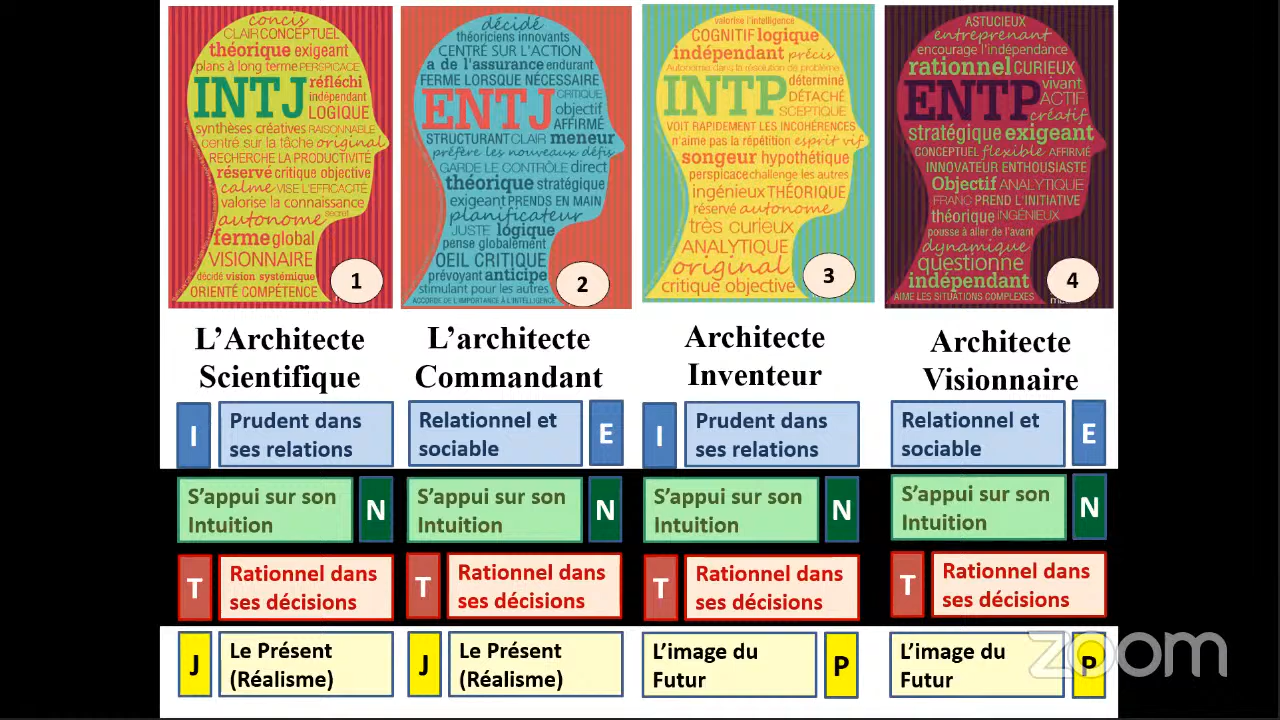 concis
CLAIR CONCEPTUEL
théorique exigeant
plans à long terme PERSPICACE
INTJ réfléchi
indépendant
LOGIQUE
synthèses créatives RAISONNABLE
centré sur la tâche original
RECHERCHE LA PRODUCTIVITÉ
réservé critique objective
calme VISE L'EFFICACITÉ
valorise la connaissance
autonome secret
ferme global
VISIONNAIRE
décidé vision systémique
ORIENTÉ COMPÉTENCE
1
décidé
théoriciens innovants
CENTRÉ SUR L'ACTION
a de l'assurance endurant
FERME LORSQUE NÉCESSAIRE
ENTJ CRITIQUE
objectif
AFFIRMÉ
STRUCTURANT CLAIR meneur
préfère les nouveaux défis
GARDE LE CONTRÔLE direct
théorique stratégique
exigeant PRENDS EN MAIN
planificateur
JUSTE logique
pense globalement
OEIL CRITIQUE
prévoyant anticipe
stimulant pour les autres
ACCORDE DE L'IMPORTANCE À L'INTELLIGENCE
2
valorise l'intelligence
COGNITIF logique
indépendant précis
Autonome dans la résolution de problème
INTP déterminé
DÉTACHÉ
SCEPTIQUE
VOIT RAPIDEMENT LES INCOHÉRENCES
n'aime pas la répétition esprit vif
songeur hypothétique
perspicace challenge les autres
ingénieux THÉORIQUE
réservé autonome
très curieux
ANALYTIQUE
original
critique objective
3
ASTUCIEUX
entreprenant
encourage l'indépendance
rationnel CURIEUX
ENTP vivant
ACTIF
créatif
stratégique exigeant
CONCEPTUEL flexible AFFIRMÉ
INNOVATEUR ENTHOUSIASTE
Objectif ANALYTIQUE
FRANC PREND L'INITIATIVE
théorique INGÉNIEUX
pousse à aller de l'avant
dynamique
questionne
indépendant
AIME LES SITUATIONS COMPLEXES
4
L'Architecte
Scientifique
L'architecte
Commandant
Architecte
Inventeur
Architecte
Visionnaire
I
Prudent dans
ses relations
Relationnel et
sociable
E
I
Prudent dans
ses relations
Relationnel et
sociable
E
S'appui sur son
Intuition
N
S'appui sur son
Intuition
N
S'appui sur son
Intuition
N
S'appui sur son
Intuition
N
T
Rationnel dans
ses décisions
T
Rationnel dans
ses décisions
T
Rationnel dans
ses décisions
T
Rationnel dans
ses décisions
J
Le Présent
(Réalisme)
J
Le Présent
(Réalisme)
L'image du
Futur
P
L'image du
Futur
P
zoom